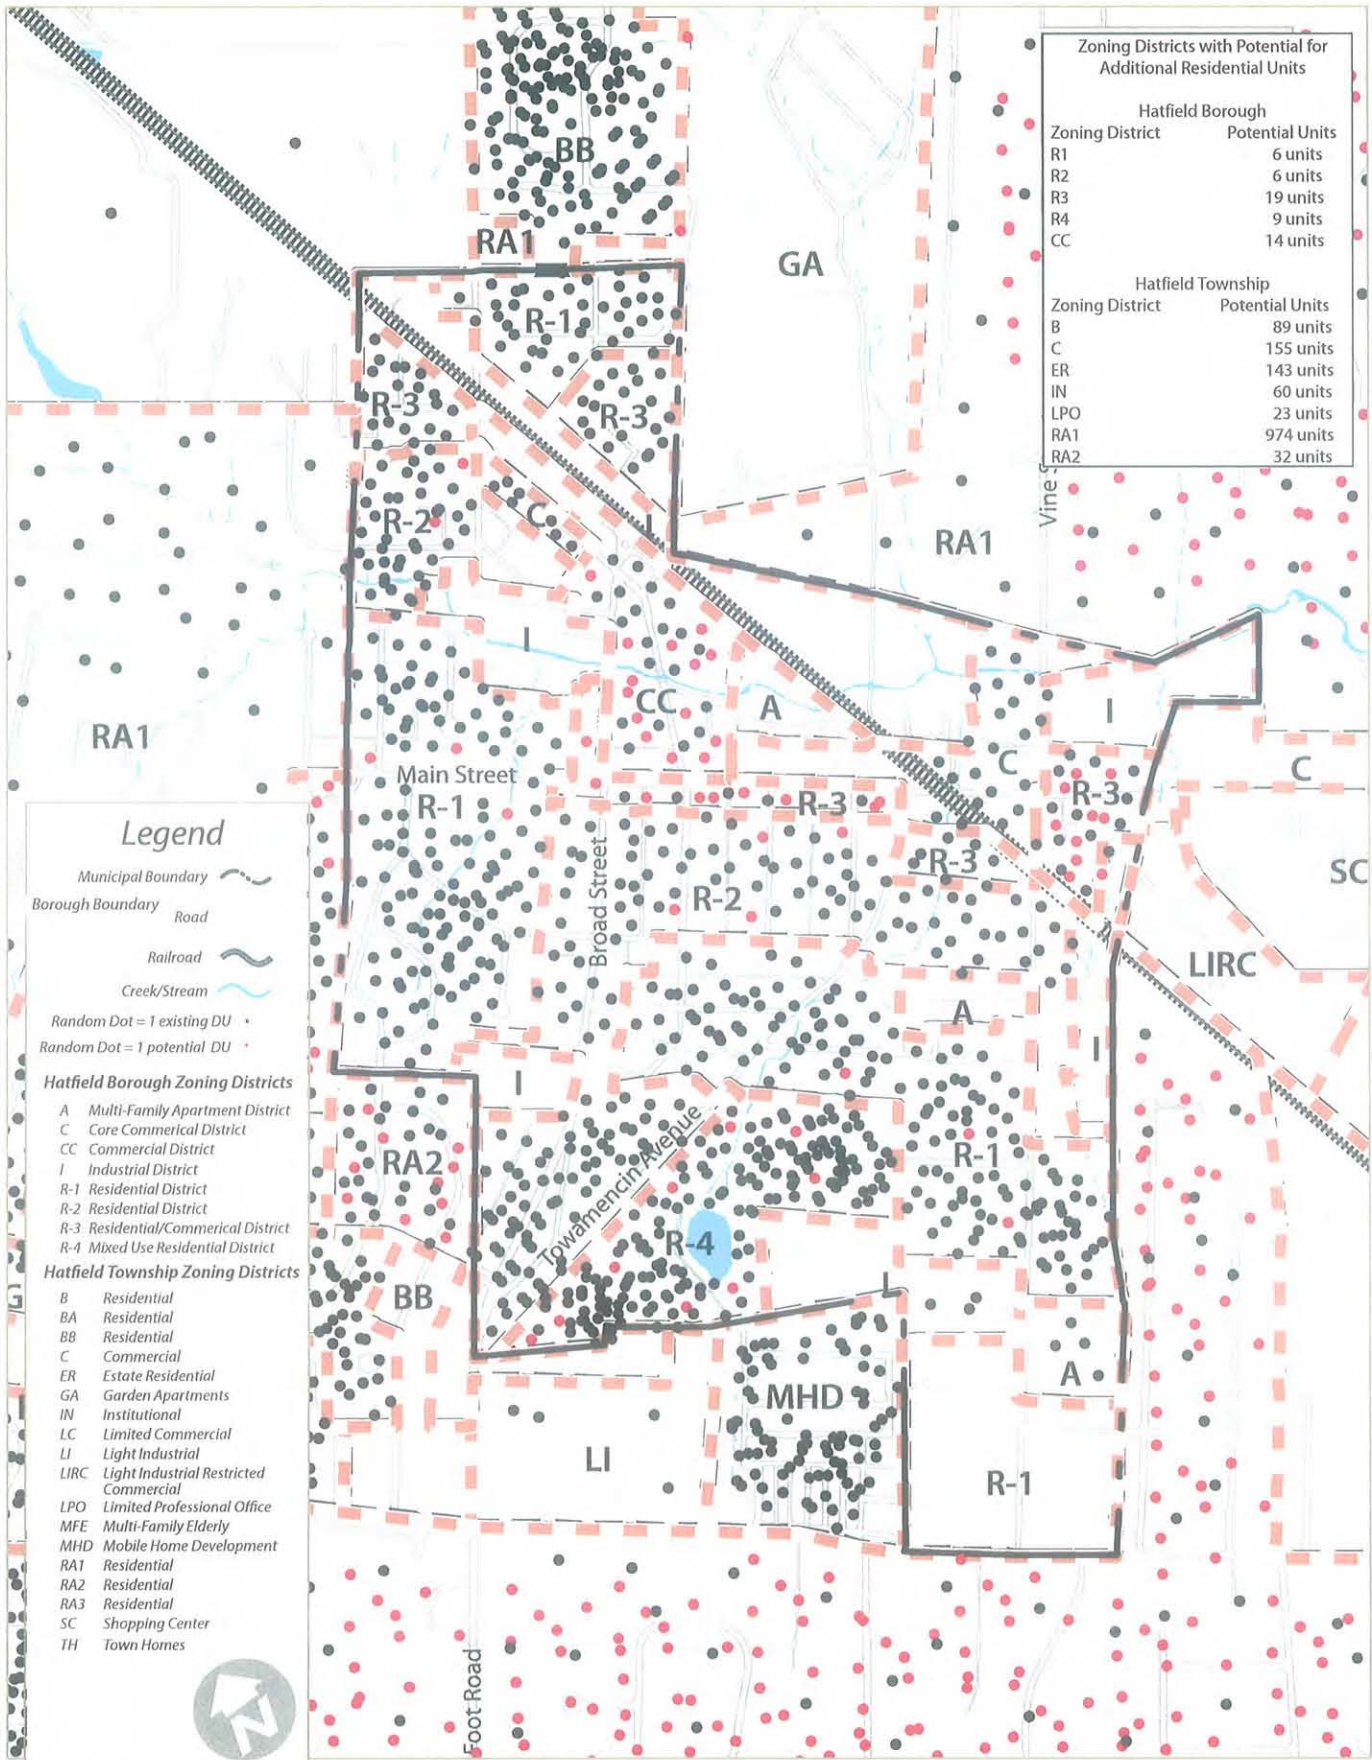 Zoning Districts with Potential for
Additional Residential Units
Hatfield Borough
Zoning District Potential Units
R1 6 units
R2 6 units
R3 19 units
R4 9 units
CC 14 units
Hatfield Township
Zoning District Potential Units
B 89 units
C 155 units
ER 143 units
IN 60 units
LPO 23 units
RA1 974 units
RA2 32 units
BB
RA1
GA
R-1
R-3
R-3
R-2
C
I
RA1
Vine
I
CC
A
I
RA1
C
C
Main Street
R-1
R-3
R-3
R-3
SC
R-2
Broad Street
LIRC
A
I
I
Towamencin Avenue
RA2
R-1
R-4
BB
G
I
A
MHD
LI
R-1
Foot Road
Legend
Municipal Boundary
Borough Boundary
Road
Railroad
Creek/Stream
Random Dot = 1 existing DU
Random Dot = 1 potential DU
Hatfield Borough Zoning Districts
A Multi-Family Apartment District
C Core Commerical District
CC Commercial District
I Industrial District
R-1 Residential District
R-2 Residential District
R-3 Residential/Commerical District
R-4 Mixed Use Residential District
Hatfield Township Zoning Districts
B Residential
BA Residential
BB Residential
C Commercial
ER Estate Residential
GA Garden Apartments
IN Institutional
LC Limited Commercial
LI Light Industrial
LIRC Light Industrial Restricted
Commercial
LPO Limited Professional Office
MFE Multi-Family Elderly
MHD Mobile Home Development
RA1 Residential
RA2 Residential
RA3 Residential
SC Shopping Center
TH Town Homes
N